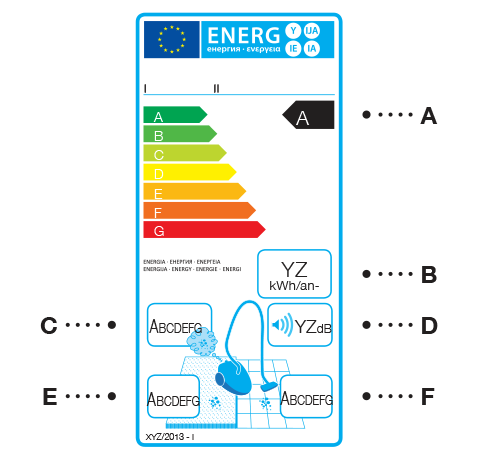 ENERG Y IJA
енергия · ενεργεια IE IA
I II
A A A
B
C
D
E
F
G
ENERGIA · ЕНЕРГИЯ · ΕΝΕΡΓΕΙΑ
ENERGIJA · ENERGY · ENERGIE · ENERGI
YZ
kWh/an-
B
C ABCDEFG YZdB D
E ABCDEFG ABCDEFG F
XYZ/2013 - I